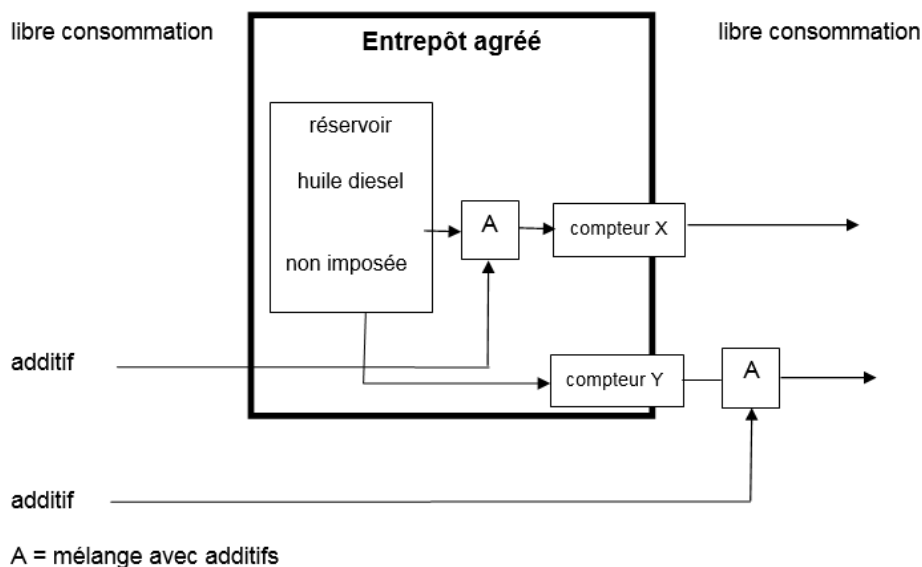 libre consommation
Entrepôt agréé
libre consommation
réservoir
huile diesel
non imposée
A
compteur X
additif
compteur Y
A
additif
A = mélange avec additifs